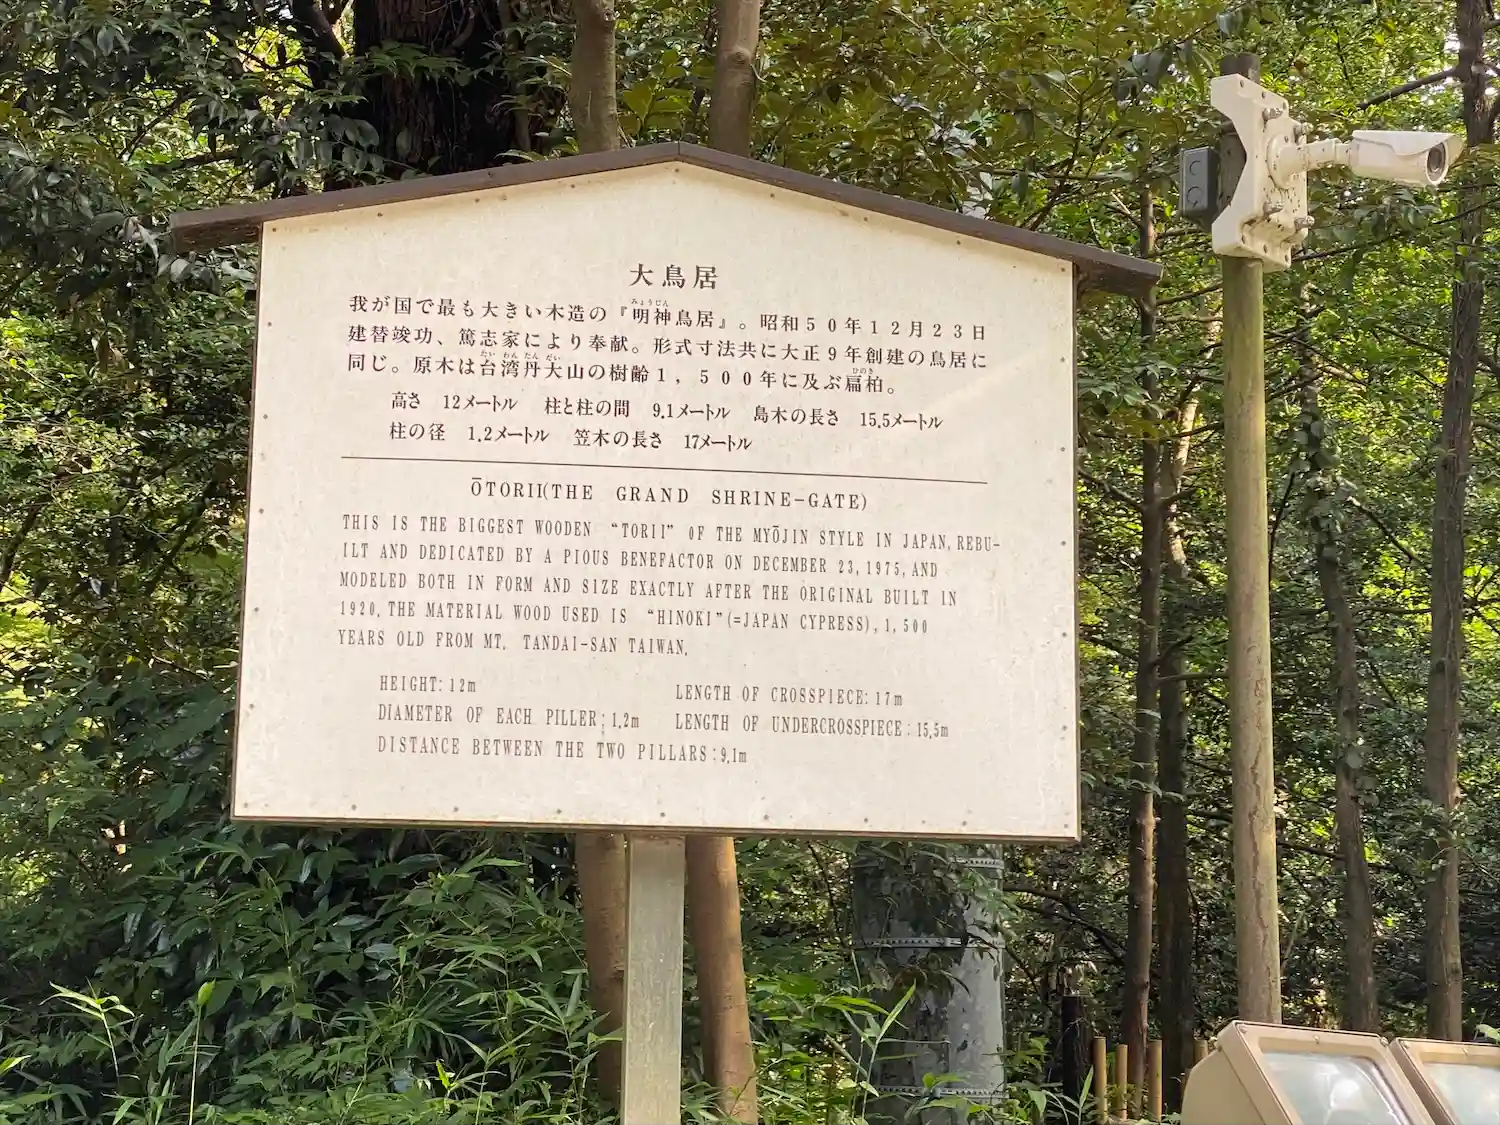 大鳥居
我が国で最も大きい木造の『明神鳥居』。昭和50年12月23日
建替竣功、篤志家により奉献。形式寸法共に大正9年創建の鳥居に
同じ。原木は台湾丹大山の樹齢1,500年に及ぶ扁柏。
高さ 12メートル 柱と柱の間 9.1メートル 島木の長さ 15.5メートル
柱の径 1.2メートル 笠木の長さ 17メートル
ŌTORII(THE GRAND SHRINE-GATE)
THIS IS THE BIGGEST WOODEN “TORII” OF THE MYŌJIN STYLE IN JAPAN, REBU-
ILT AND DEDICATED BY A PIOUS BENEFACTOR ON DECEMBER 23, 1975, AND
MODELED BOTH IN FORM AND SIZE EXACTLY AFTER THE ORIGINAL BUILT IN
1920. THE MATERIAL WOOD USED IS “HINOKI”(=JAPAN CYPRESS), 1,500
YEARS OLD FROM MT. TANDAI-SAN TAIWAN.
HEIGHT: 12m LENGTH OF CROSSPIECE: 17m
DIAMETER OF EACH PILLER: 1.2m LENGTH OF UNDERCROSSPIECE: 15.5m
DISTANCE BETWEEN THE TWO PILLARS: 9.1m